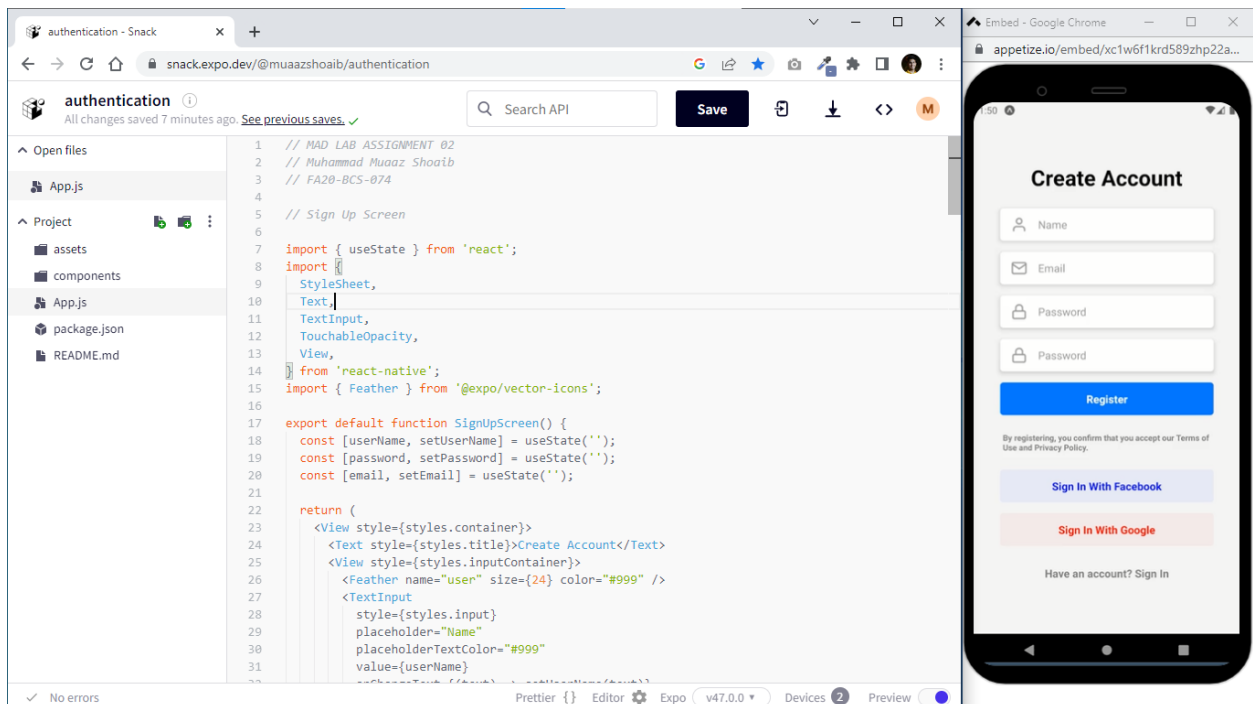 authentication - Snack
Embed - Google Chrome
snack.expo.dev/@muaazshoaib/authentication
appetize.io/embed/xc1w6f1krd589zhp22a...
authentication
All changes saved 7 minutes ago. See previous saves.
Search API
Save
M
Open files
App.js
Project
assets
components
App.js
package.json
README.md
1 // MAD LAB ASSIGNMENT 02
2 // Muhammad Muaaz Shoaib
3 // FA20-BCS-074
4
5 // Sign Up Screen
6
7 import { useState } from 'react';
8 import {
9 StyleSheet,
10 Text,
11 TextInput,
12 TouchableOpacity,
13 View,
14 } from 'react-native';
15 import { Feather } from '@expo/vector-icons';
16
17 export default function SignUpScreen() {
18 const [userName, setUserName] = useState('');
19 const [password, setPassword] = useState('');
20 const [email, setEmail] = useState('');
21
22 return (
23 <View style={styles.container}>
24 <Text style={styles.title}>Create Account</Text>
25 <View style={styles.inputContainer}>
26 <Feather name="user" size={24} color="#999" />
27 <TextInput
28 style={styles.input}
29 placeholder="Name"
30 placeholderTextColor="#999"
31 value={userName}
No errors
Prettier { } Editor Expo v47.0.0 Devices 2 Preview
1:50
Create Account
Name
Email
Password
Password
Register
By registering, you confirm that you accept our Terms of
Use and Privacy Policy.
Sign In With Facebook
Sign In With Google
Have an account? Sign In